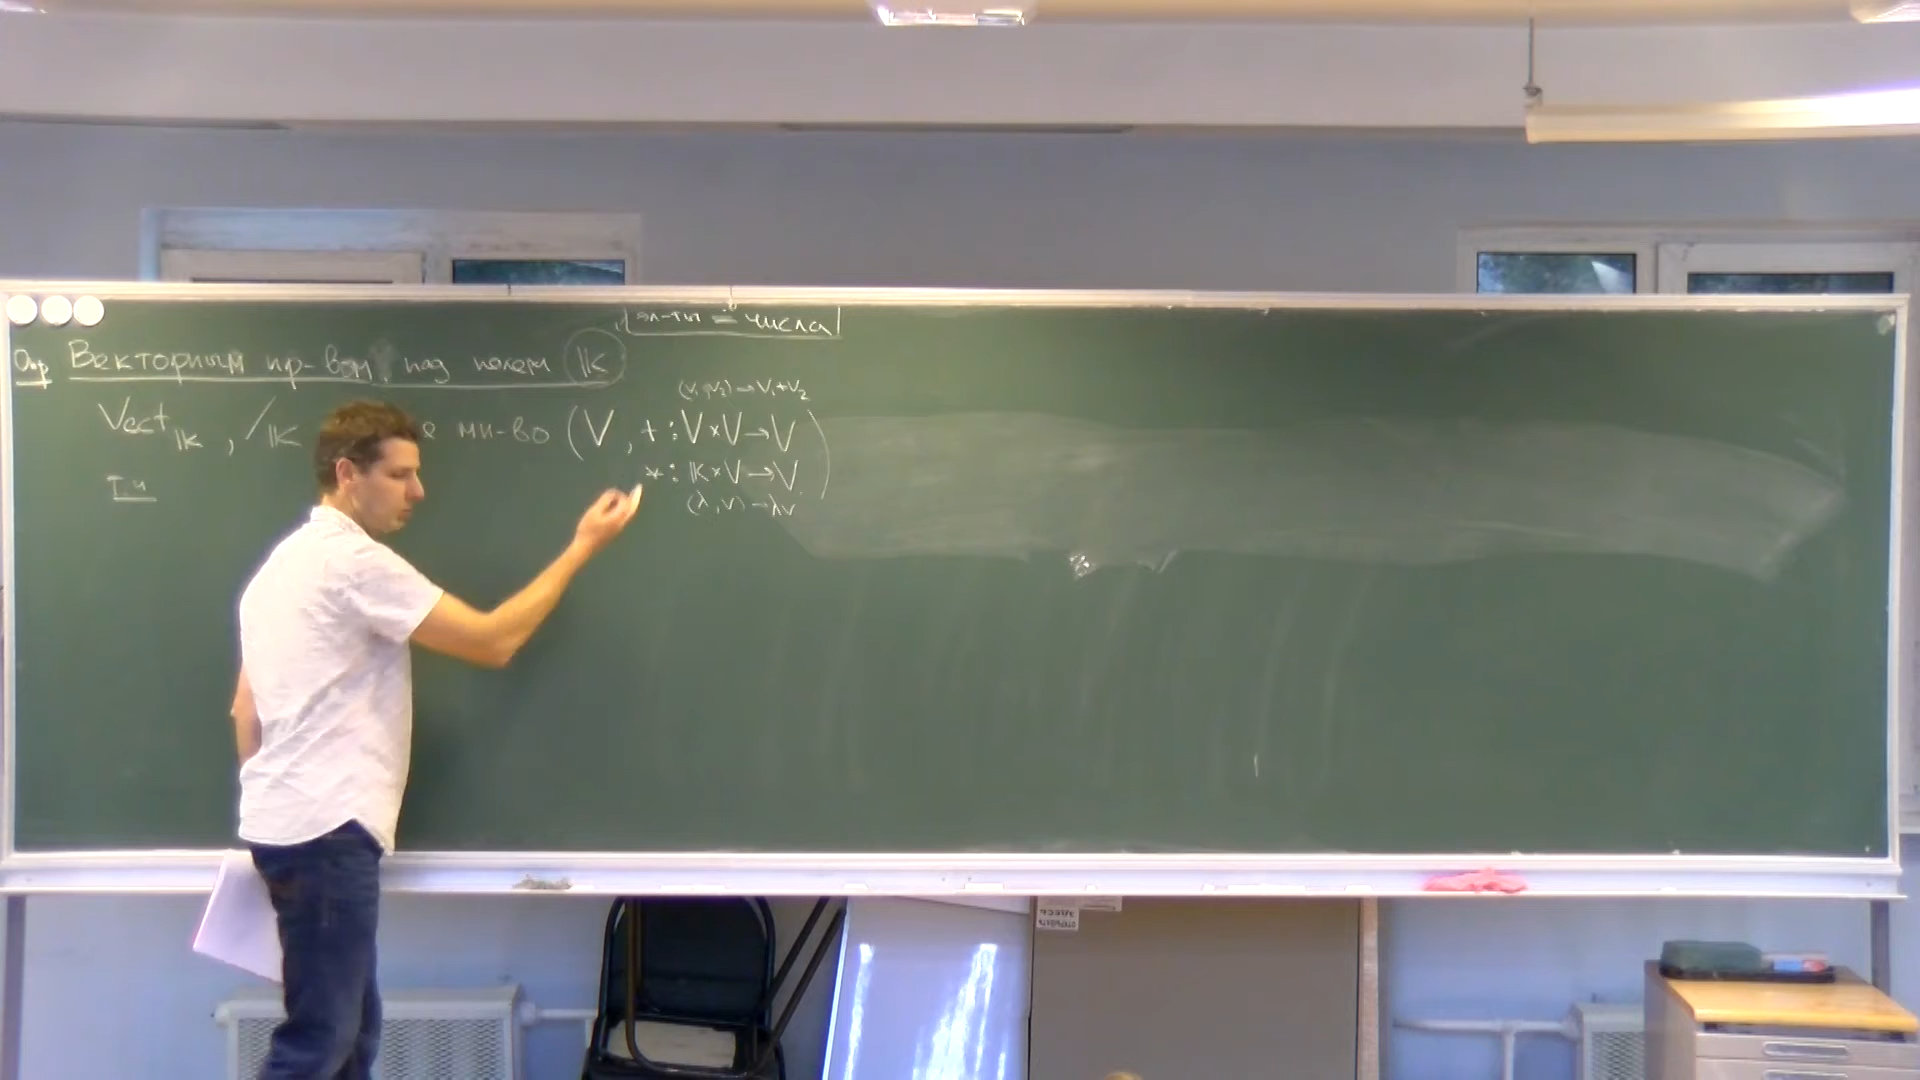 эл-ты = числа
Опр Векторным пр-вом над полем 𝕜
(v₁, v₂) → v₁+v₂
Vect𝕜, /𝕜 мн-во (V, + : V × V → V
* : 𝕜 × V → V)
т.ч
(λ, v) → λv